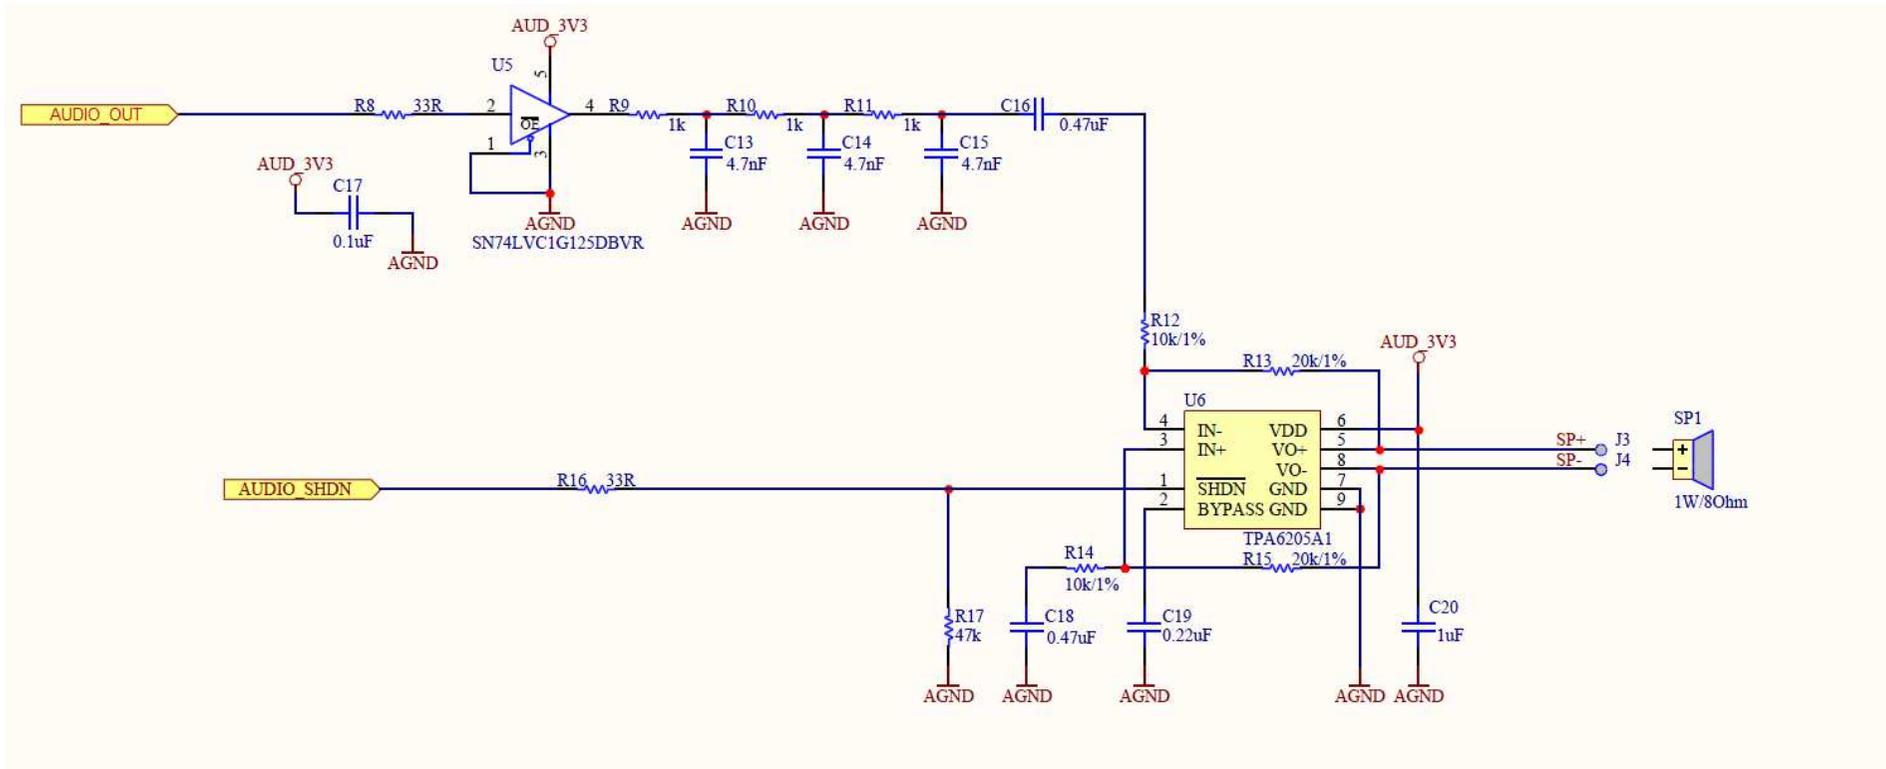 AUD_3V3
U5
5
AUDIO_OUT
R8 33R
2
OE
4
R9
1k
R10
1k
R11
1k
C16
0.47uF
1
3
C13
4.7nF
C14
4.7nF
C15
4.7nF
AUD_3V3
C17
0.1uF
AGND
AGND
SN74LVC1G125DBVR
AGND
AGND
AGND
R12
10k/1%
R13 20k/1%
AUD_3V3
U6
4 IN- VDD 6
3 IN+ VO+ 5
VO- 8
1 SHDN GND 7
2 BYPASS GND 9
TPA6205A1
SP+ J3
SP- J4
SP1
+
-
1W/8Ohm
AUDIO_SHDN
R16 33R
R14
10k/1%
R15 20k/1%
R17
47k
C18
0.47uF
C19
0.22uF
C20
1uF
AGND
AGND
AGND
AGND
AGND